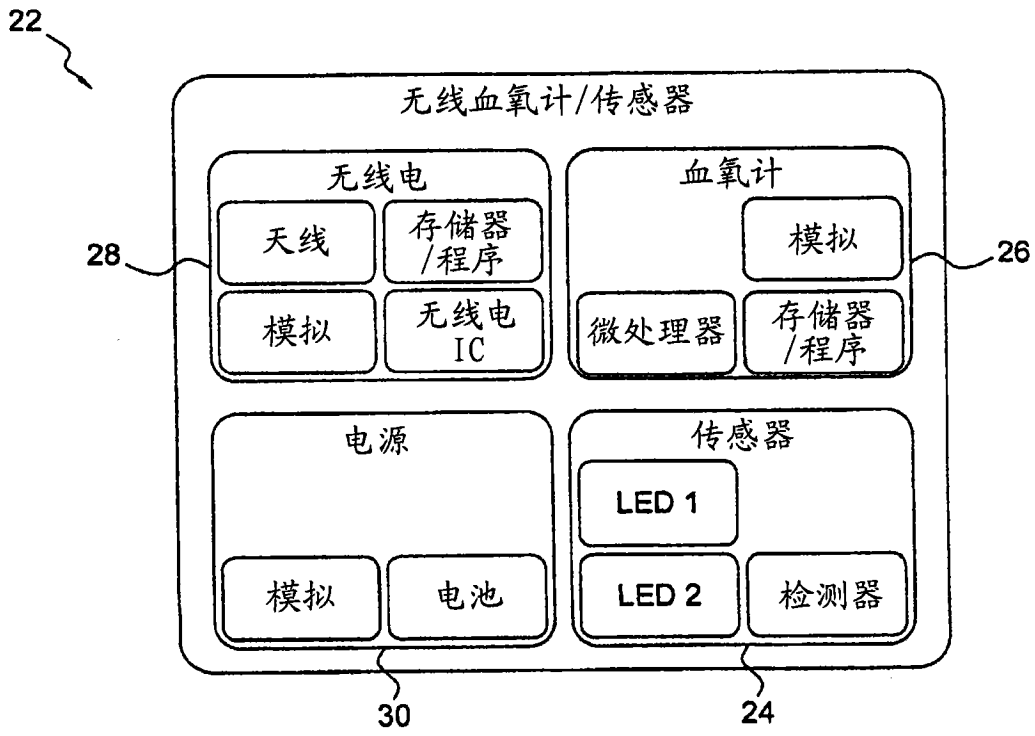 22
无线血氧计/传感器
无线电
天线
存储器
/程序
模拟
无线电
IC
28
血氧计
模拟
微处理器
存储器
/程序
26
电源
模拟
电池
30
传感器
LED 1
LED 2
检测器
24